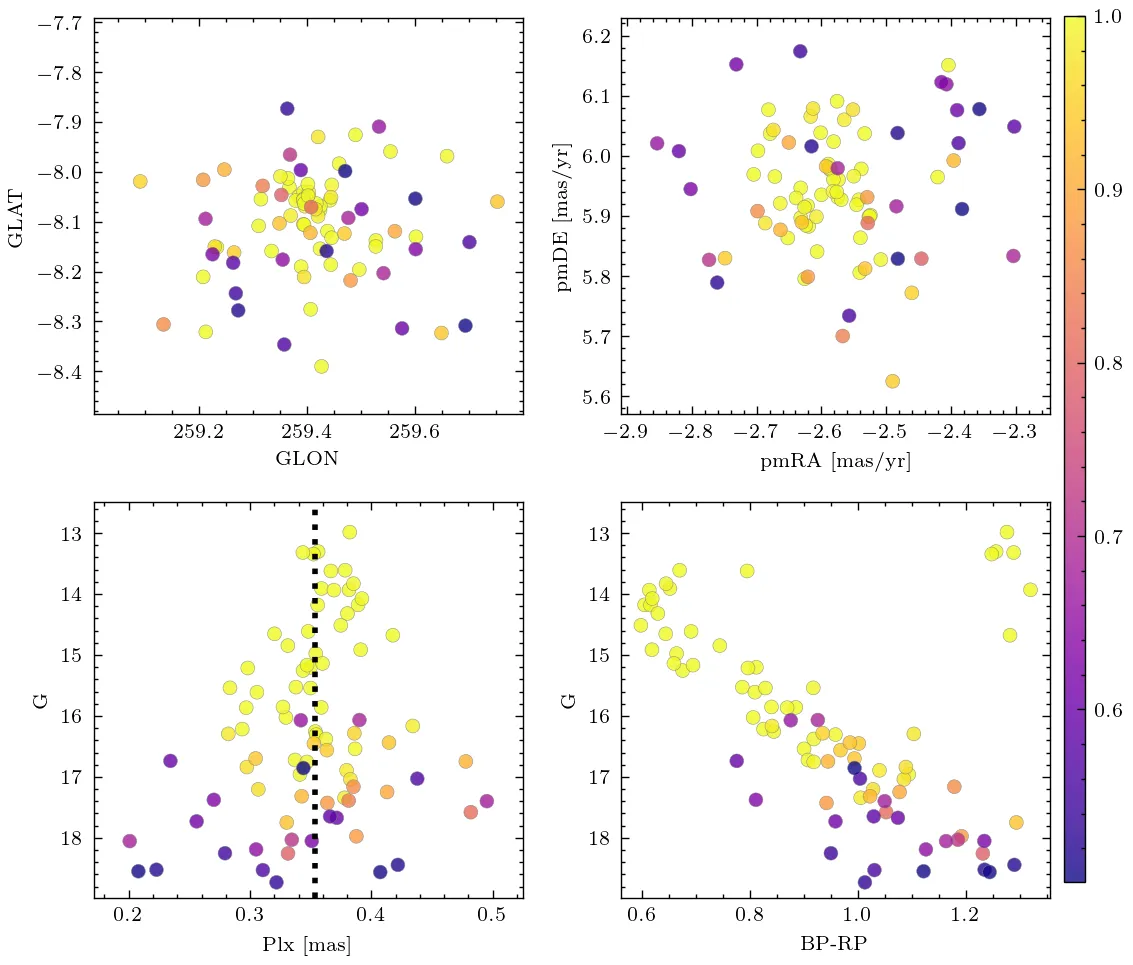 −7.7
−7.8
−7.9
−8.0
−8.1
−8.2
−8.3
−8.4
GLAT
259.2 259.4 259.6
GLON
6.2
6.1
6.0
5.9
5.8
5.7
5.6
pmDE [mas/yr]
−2.9 −2.8 −2.7 −2.6 −2.5 −2.4 −2.3
pmRA [mas/yr]
1.0
0.9
0.8
0.7
0.6
13
14
15
16
17
18
G
0.2 0.3 0.4 0.5
Plx [mas]
13
14
15
16
17
18
G
0.6 0.8 1.0 1.2
BP-RP